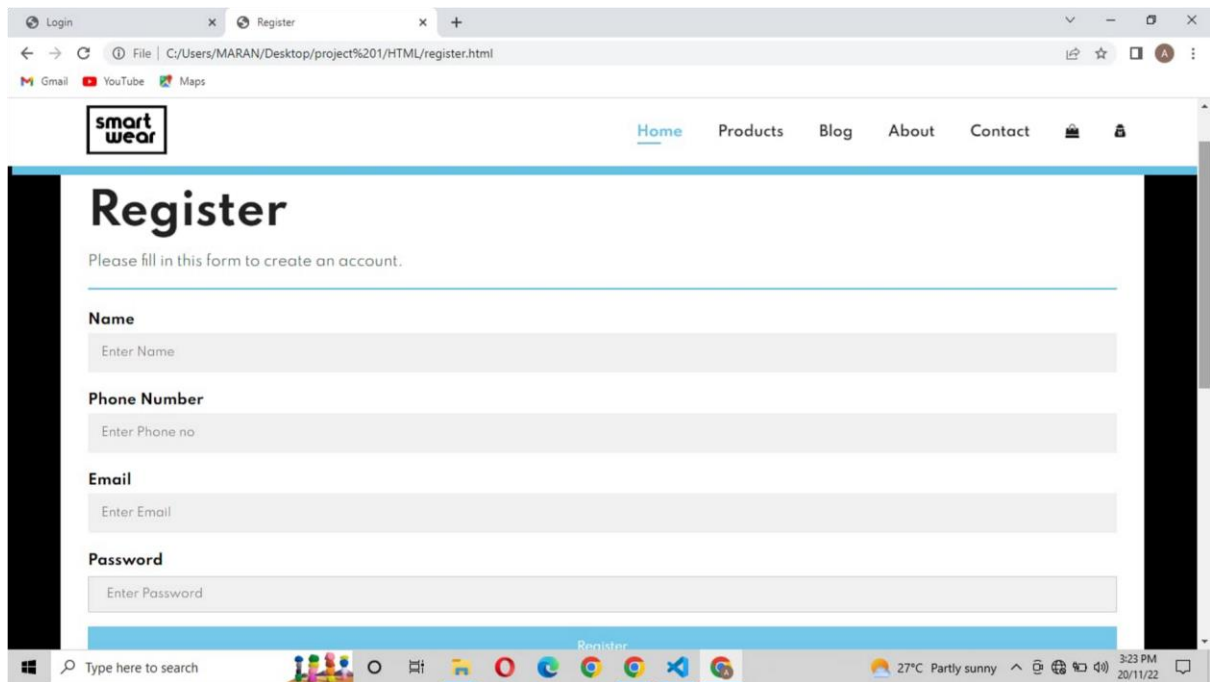 Login
Register
File | C:/Users/MARAN/Desktop/project%201/HTML/register.html
A
Gmail YouTube Maps
smart
wear
Home Products Blog About Contact
Register
Please fill in this form to create an account.
Name
Enter Name
Phone Number
Enter Phone no
Email
Enter Email
Password
Enter Password
Register
Type here to search
27°C Partly sunny
3:23 PM
20/11/22